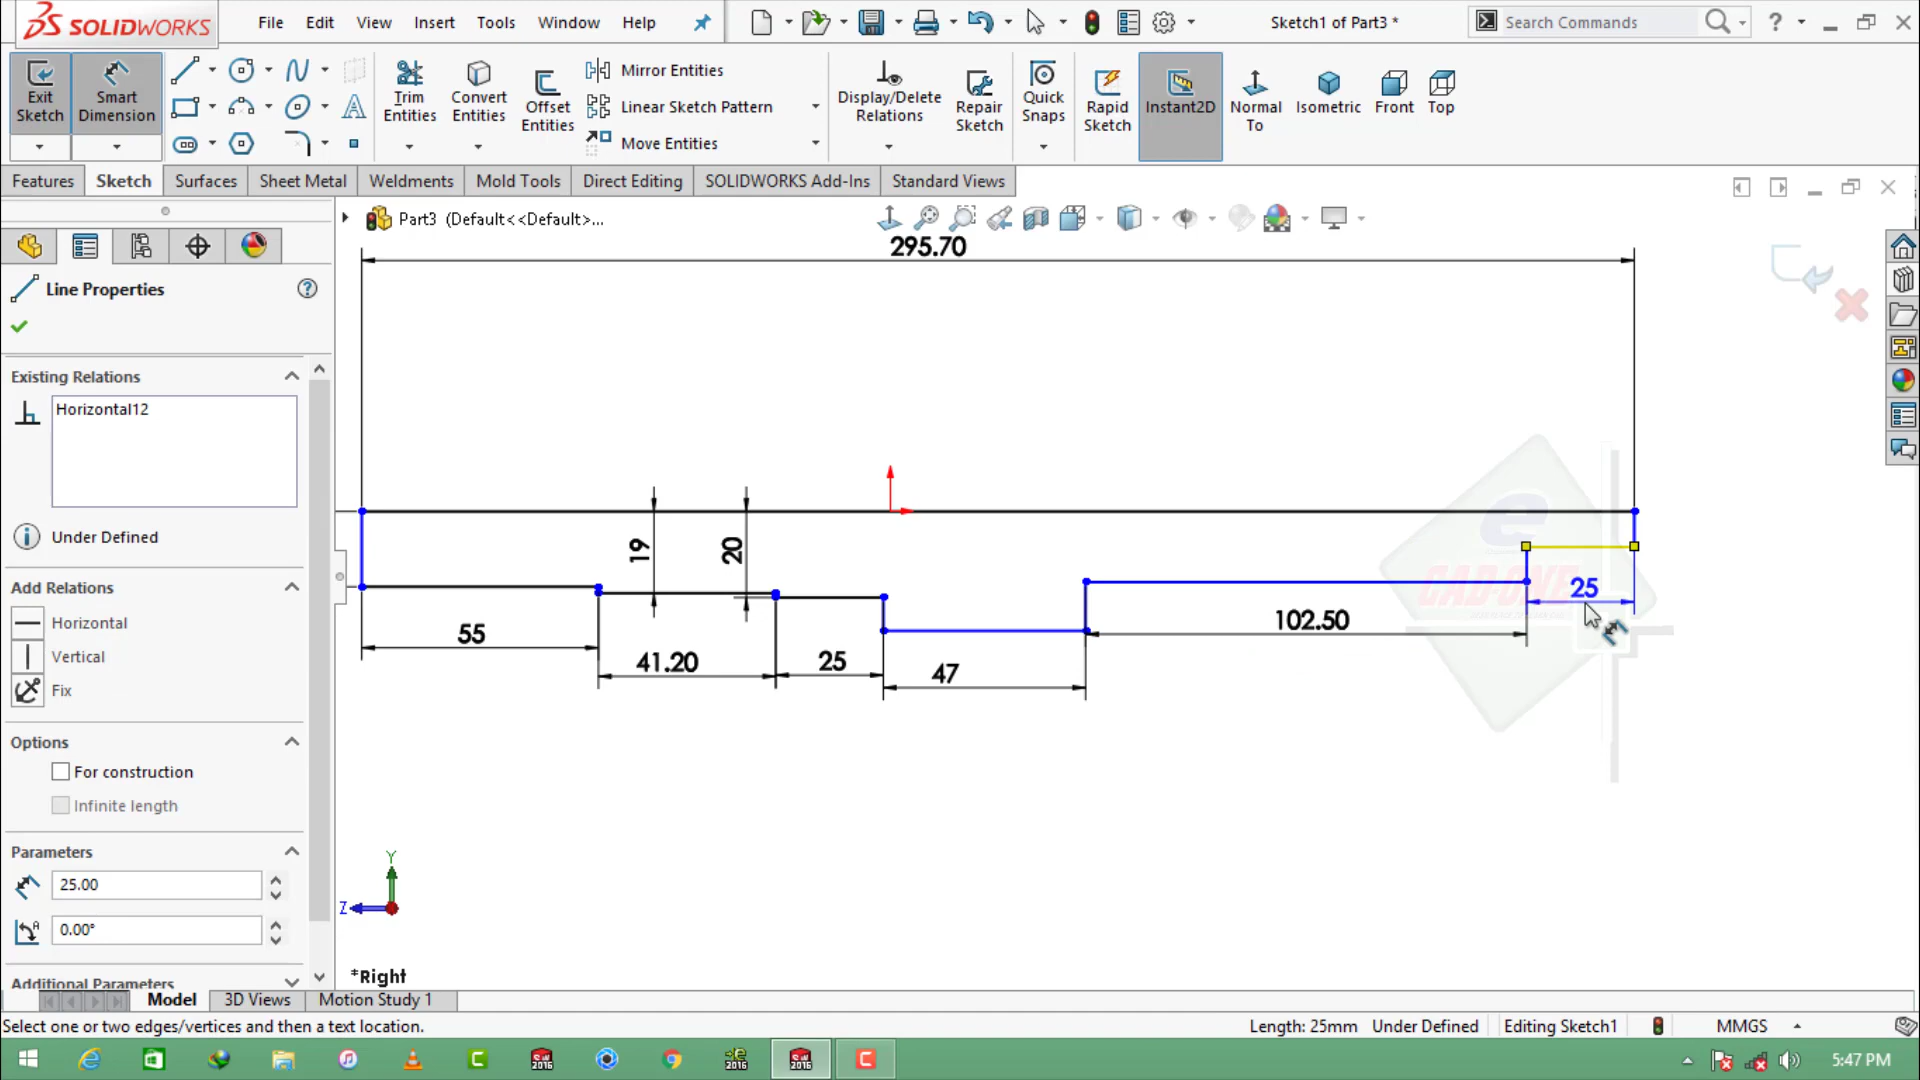 SOLIDWORKS
File Edit View Insert Tools Window Help
Sketch1 of Part3 *
Search Commands
Exit Sketch
Smart Dimension
Trim Entities
Convert Entities
Offset Entities
Mirror Entities
Linear Sketch Pattern
Move Entities
Display/Delete Relations
Repair Sketch
Quick Snaps
Rapid Sketch
Instant2D
Normal To
Isometric
Front
Top
Features Sketch Surfaces Sheet Metal Weldments Mold Tools Direct Editing SOLIDWORKS Add-Ins Standard Views
Part3 (Default<<Default>...
Line Properties
Existing Relations
Horizontal12
Under Defined
Add Relations
Horizontal
Vertical
Fix
Options
For construction
Infinite length
Parameters
25.00
0.00°
Additional Parameters
295.70
19
20
55
41.20
25
47
102.50
25
CAD-ONE
Y
Z
*Right
Model 3D Views Motion Study 1
Select one or two edges/vertices and then a text location.
Length: 25mm Under Defined Editing Sketch1 MMGS
5:47 PM